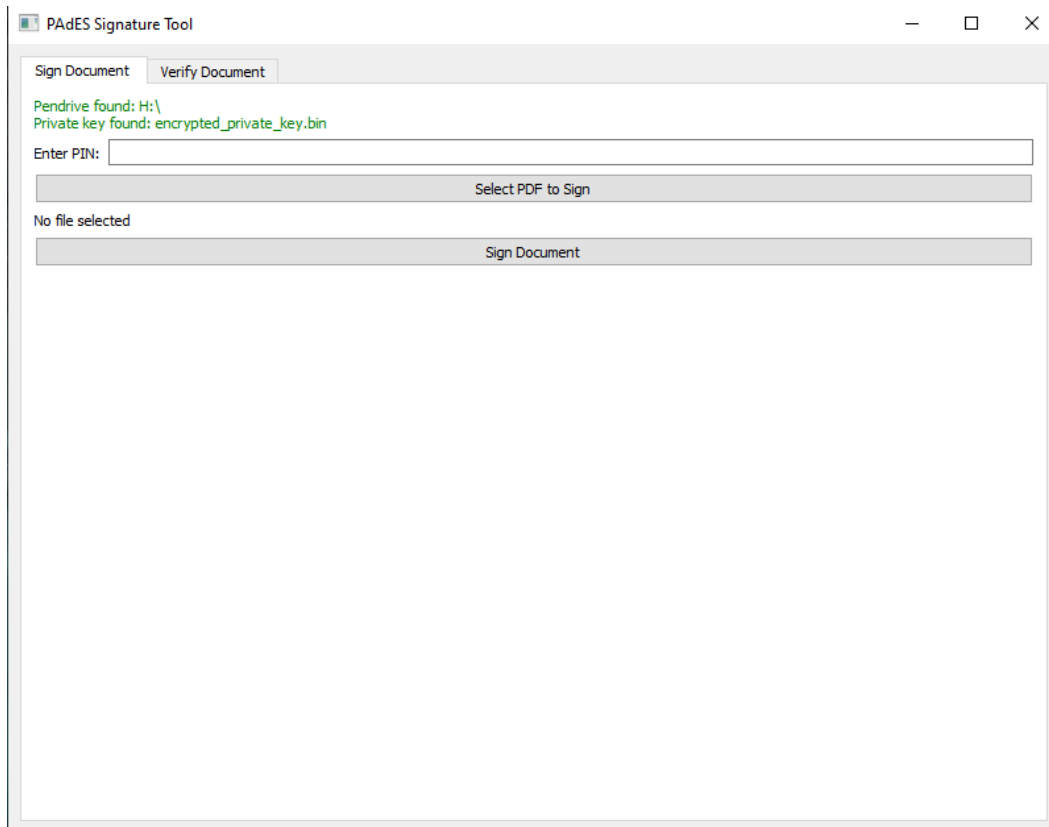 PAdES Signature Tool
Sign Document
Verify Document
Pendrive found: H:\
Private key found: encrypted_private_key.bin
Enter PIN:
Select PDF to Sign
No file selected
Sign Document